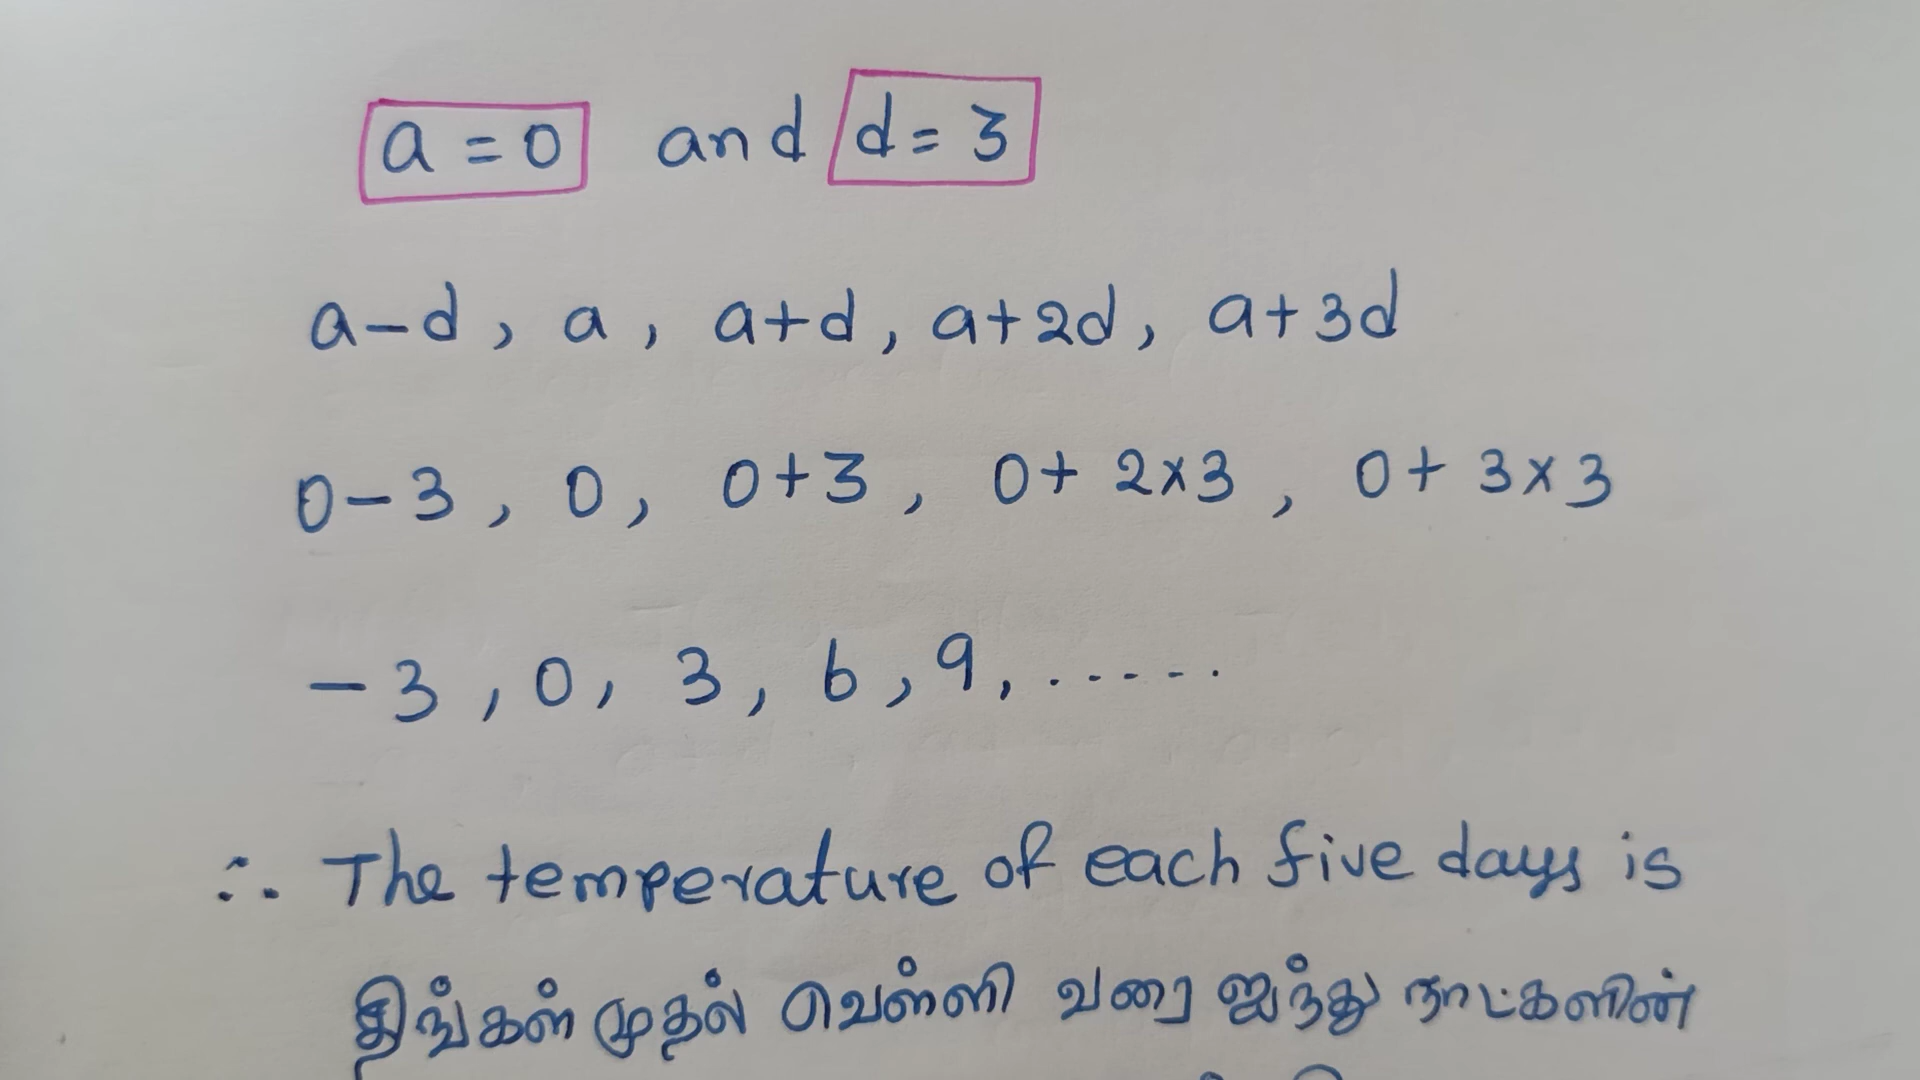 a = 0 and d = 3
a - d, a, a + d, a + 2d, a + 3d
0 - 3, 0, 0 + 3, 0 + 2 x 3, 0 + 3 x 3
- 3, 0, 3, 6, 9, ......
∴ The temperature of each five days is
திங்கள் முதல் வெள்ளி வரை ஐந்து நாட்களின்